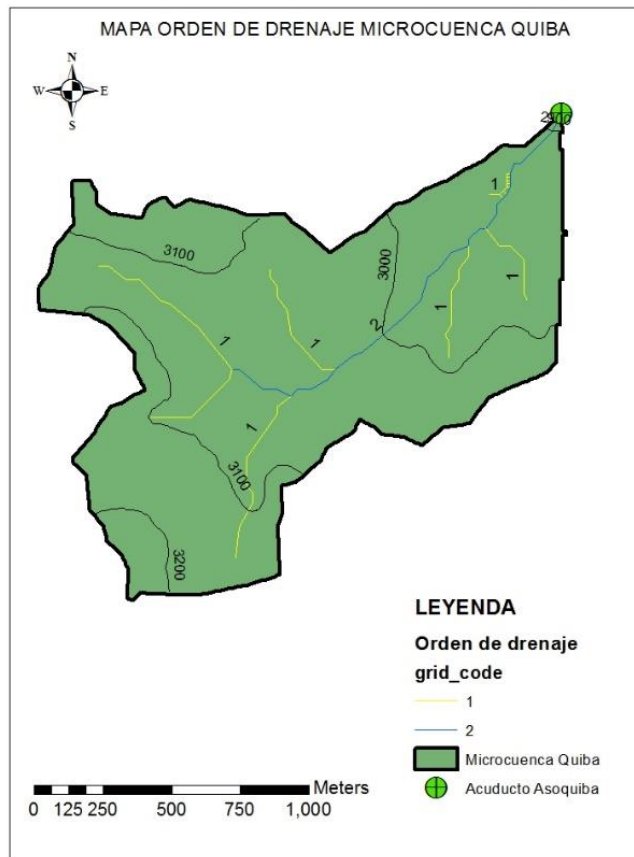 MAPA ORDEN DE DRENAJE MICROCUENCA QUIBA
N
W E
S
1
3100
3000
1
1
2
1
1
1
3100
3200
LEYENDA
Orden de drenaje
grid_code
1
2
Microcuenca Quiba
Acuducto Asoquiba
Meters
0 125 250 500 750 1,000